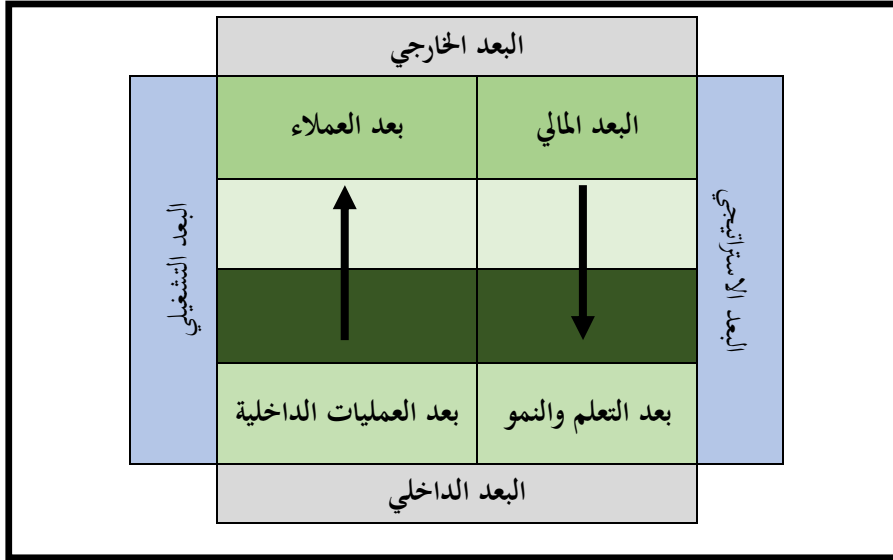 البعد الخارجي
البعد المالي
بعد العملاء
البعد الاستراتيجي
البعد التشغيلي
بعد التعلم والنمو
بعد العمليات الداخلية
البعد الداخلي